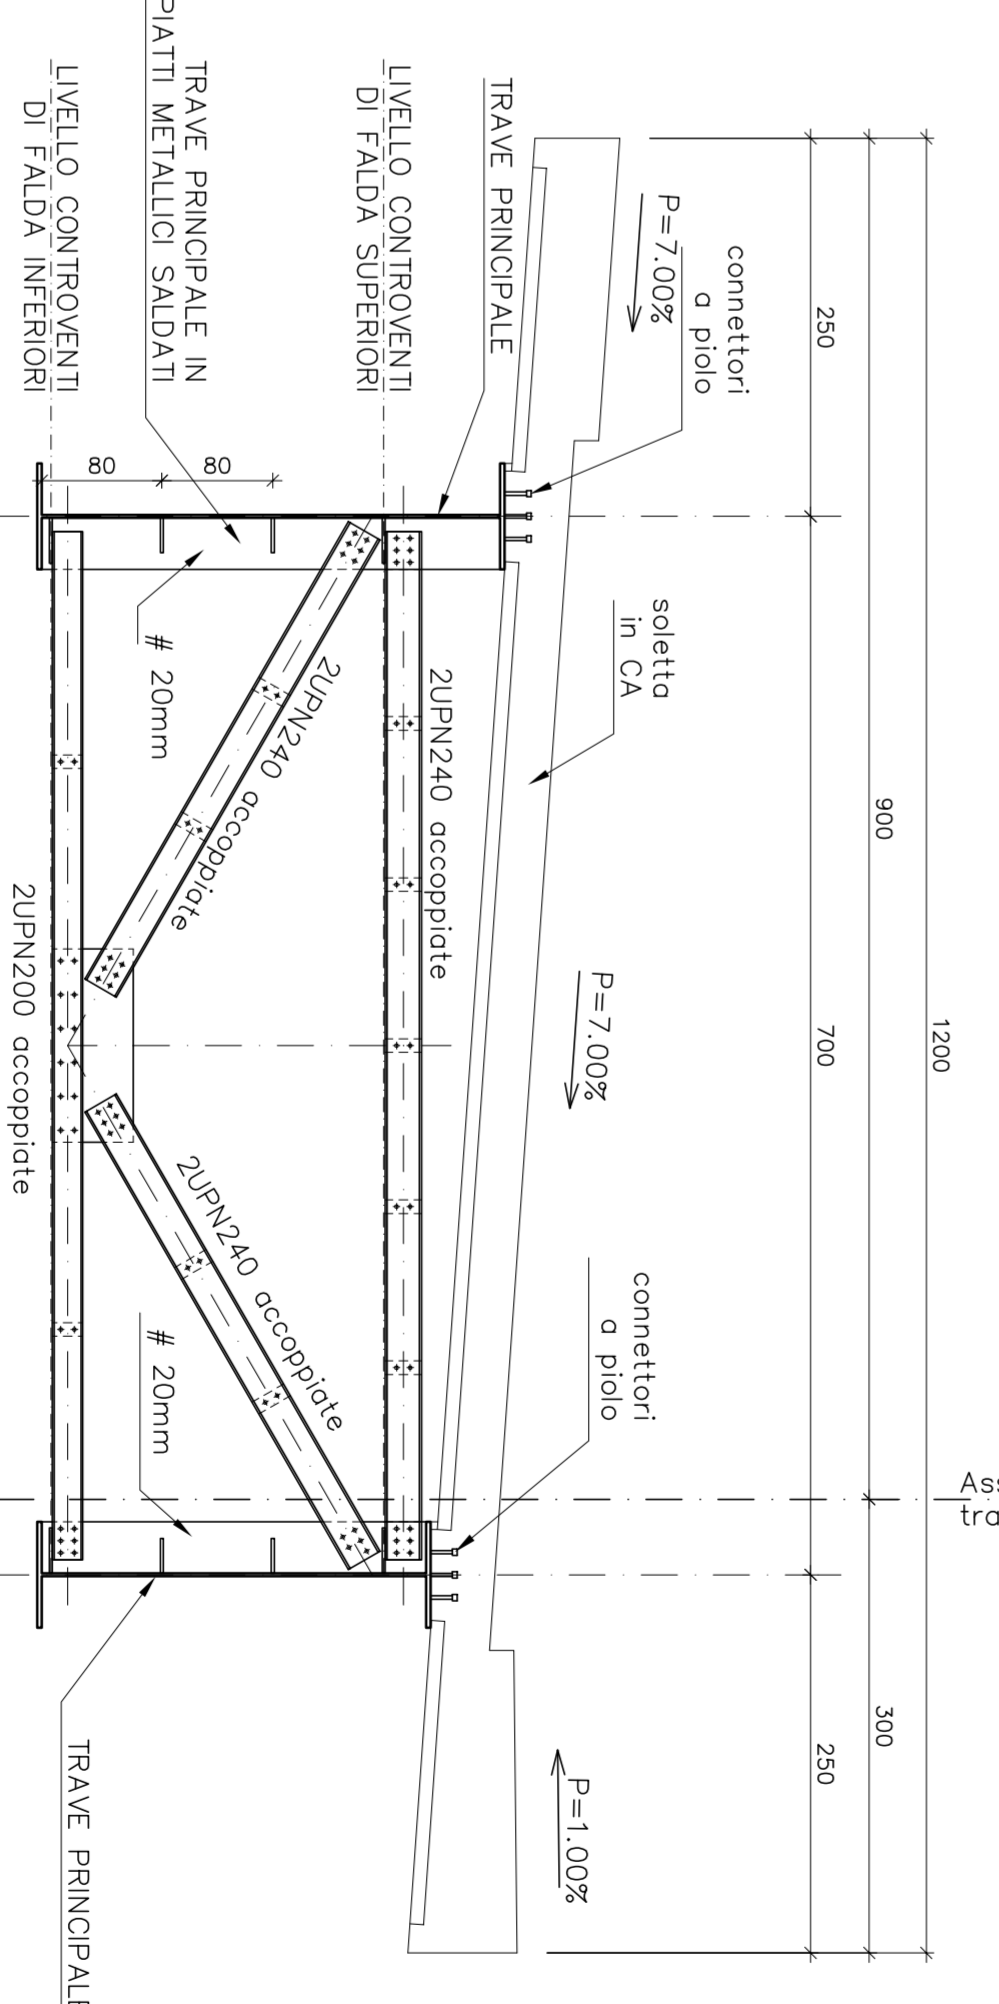 1200
900
300
250
700
250
Ass
tra
P=7.00%
connettori
a piolo
soletta
in CA
P=7.00%
connettori
a piolo
P=1.00%
TRAVE PRINCIPALE
LIVELLO CONTROVENTI
DI FALDA SUPERIORI
TRAVE PRINCIPALE IN
PIATTI METALLICI SALDATI
LIVELLO CONTROVENTI
DI FALDA INFERIORI
80
80
2UPN240 accoppiate
2UPN240 accoppiate
2UPN240 accoppiate
# 20mm
# 20mm
2UPN200 accoppiate
TRAVE PRINCIPALE